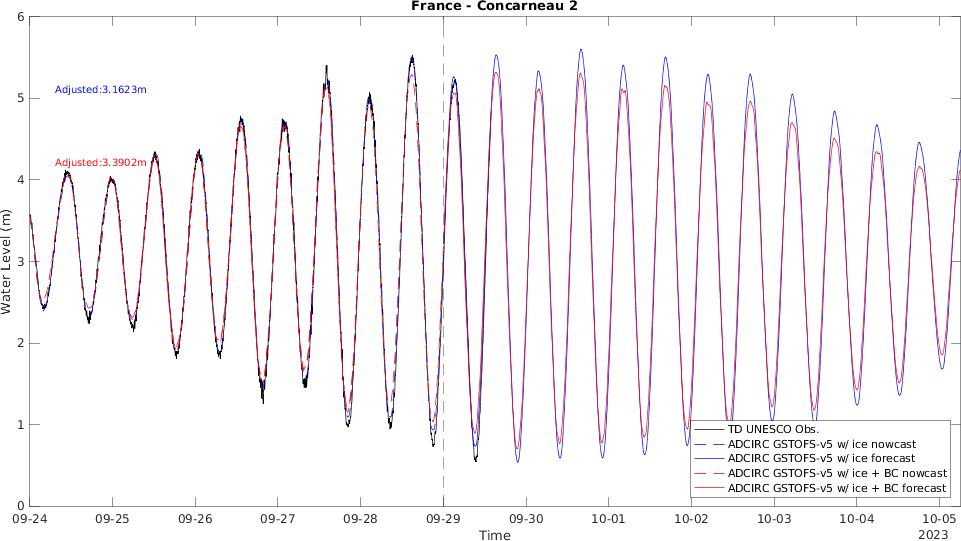 France - Concarneau 2
Water Level (m)
6
5
4
3
2
1
0
Adjusted:3.1623m
Adjusted:3.3902m
TD UNESCO Obs.
ADCIRC GSTOFS-v5 w/ ice nowcast
ADCIRC GSTOFS-v5 w/ ice forecast
ADCIRC GSTOFS-v5 w/ ice + BC nowcast
ADCIRC GSTOFS-v5 w/ ice + BC forecast
09-24 09-25 09-26 09-27 09-28 09-29 09-30 10-01 10-02 10-03 10-04 10-05
Time
2023